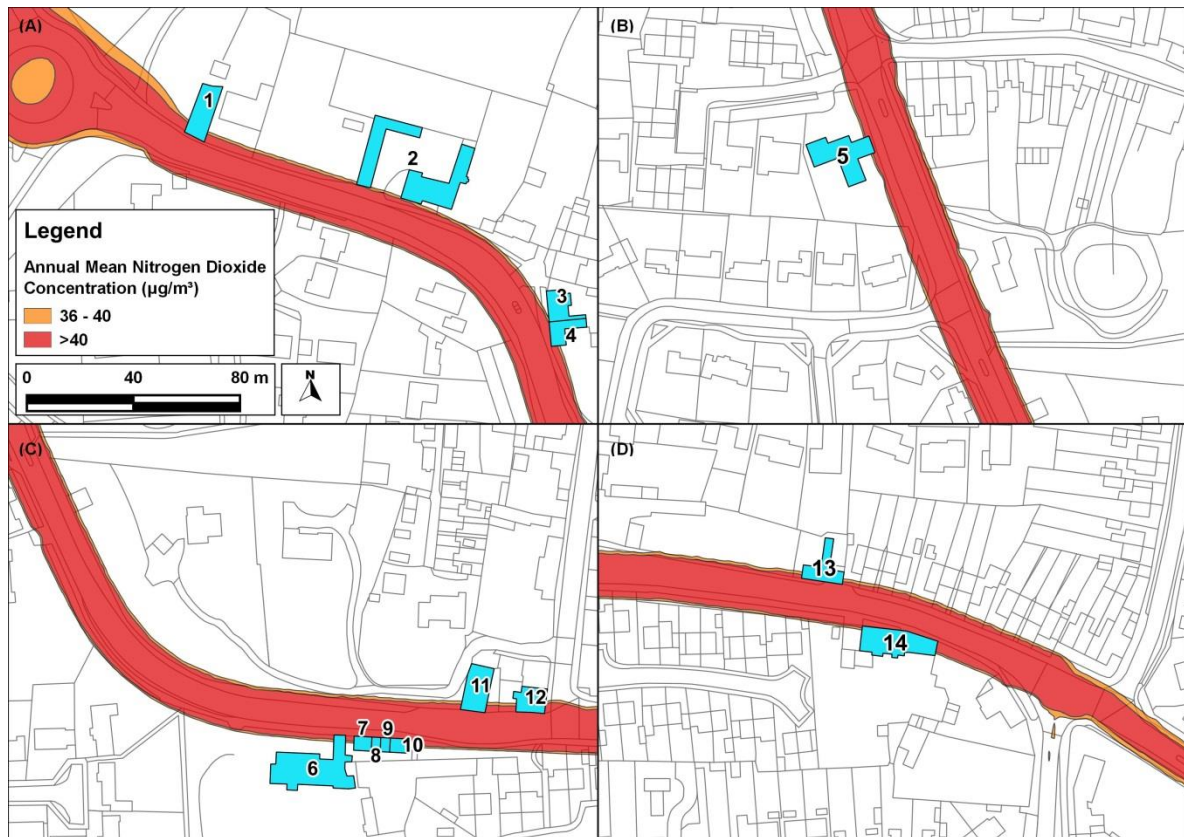 (A)
1
2
3
4
Legend
Annual Mean Nitrogen Dioxide
Concentration (µg/m³)
36 - 40
>40
0 40 80 m
N
(B)
5
(C)
11
12
7 9
8 10
6
(D)
13
14